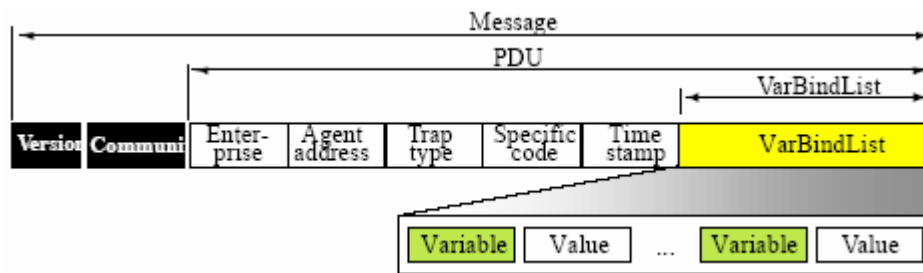 Message
PDU
VarBindList
Version Communi Enter-prise Agent address Trap type Specific code Time stamp VarBindList
Variable Value ... Variable Value